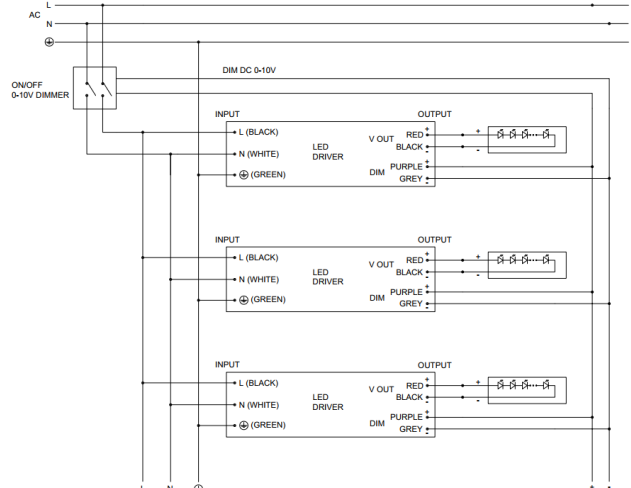 L
AC
N
DIM DC 0-10V
ON/OFF
0-10V DIMMER
INPUT
OUTPUT
L (BLACK)
N (WHITE)
(GREEN)
LED
DRIVER
V OUT
RED +
BLACK -
DIM
PURPLE +
GREY -
+
-
INPUT
OUTPUT
L (BLACK)
N (WHITE)
(GREEN)
LED
DRIVER
V OUT
RED +
BLACK -
DIM
PURPLE +
GREY -
+
-
INPUT
OUTPUT
L (BLACK)
N (WHITE)
(GREEN)
LED
DRIVER
V OUT
RED +
BLACK -
DIM
PURPLE +
GREY -
+
-
L N